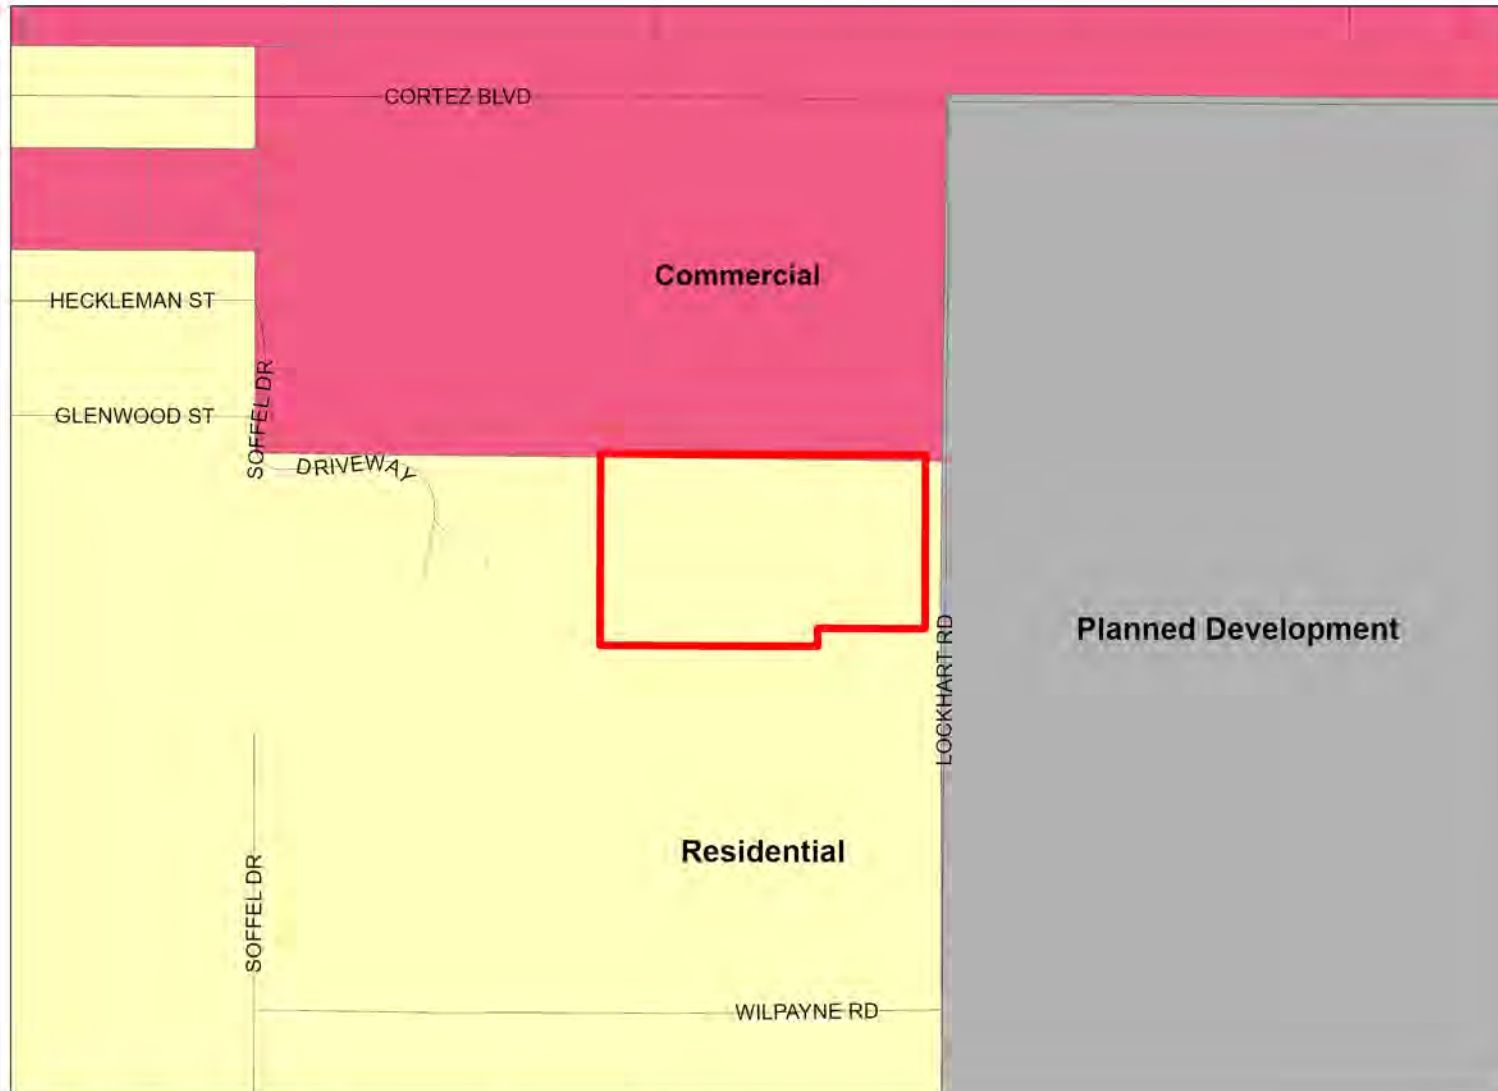 CORTEZ BLVD
Commercial
HECKLEMAN ST
GLENWOOD ST
SOFFEL DR
DRIVEWAY
Planned Development
LOCKHART RD
Residential
SOFFEL DR
WILPAYNE RD